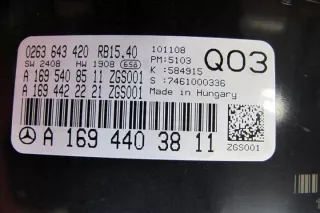 0263 643 420 RB15.40 101108
SW 2408 HW 1908 658 PM:5103 Q03
K : 584915
A 169 540 85 11 ZGS001 S : 7461000336
A 169 442 22 21 ZGS001 Made in Hungary
A 169 440 38 11 ZGS001